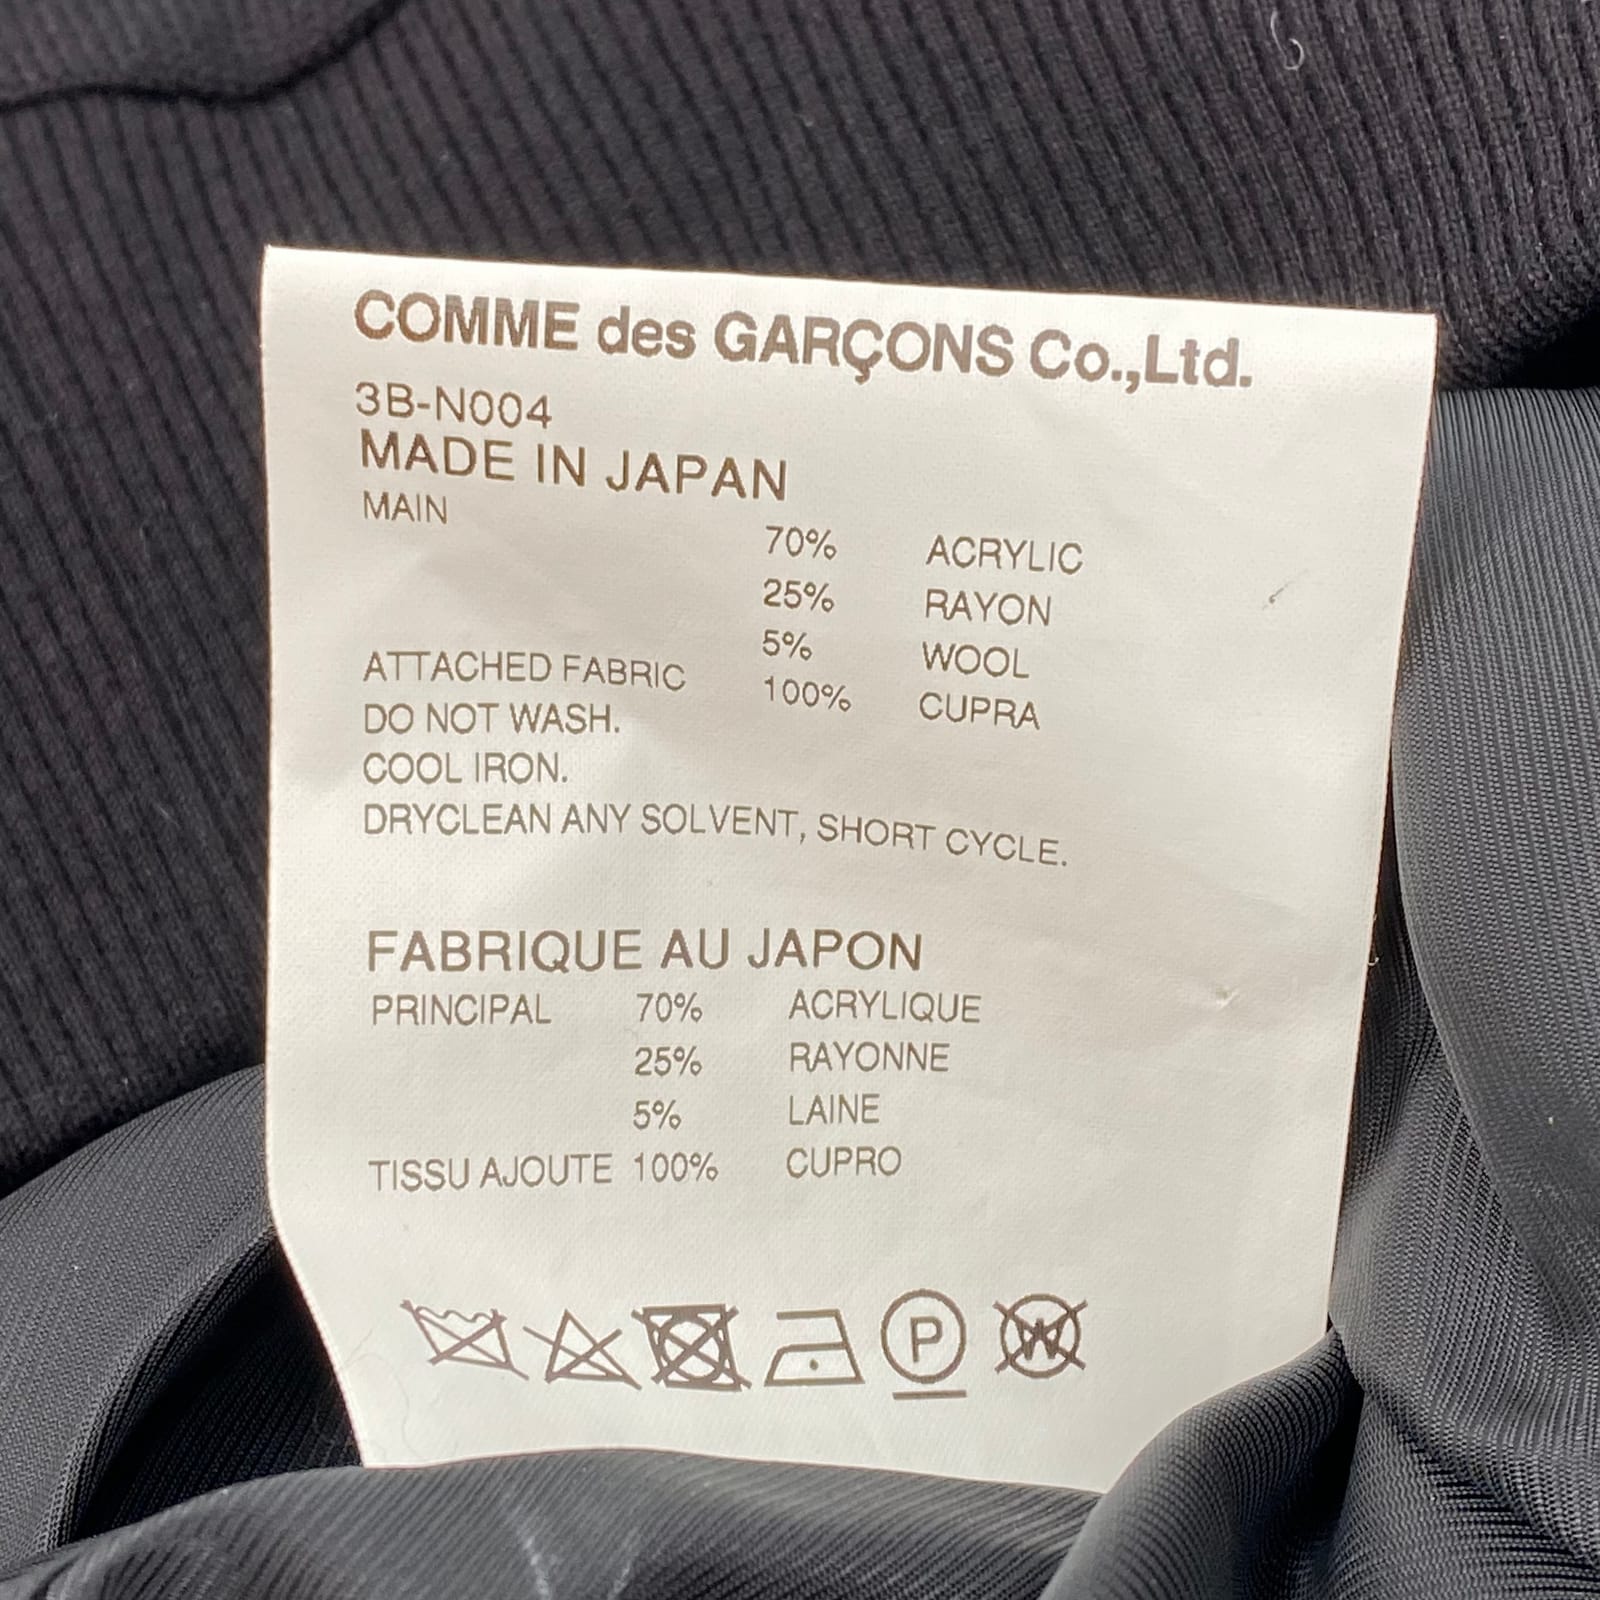 COMME des GARÇONS Co.,Ltd.
3B-N004
MADE IN JAPAN
MAIN
70% ACRYLIC
25% RAYON
5% WOOL
ATTACHED FABRIC 100% CUPRA
DO NOT WASH.
COOL IRON.
DRYCLEAN ANY SOLVENT, SHORT CYCLE.
FABRIQUE AU JAPON
PRINCIPAL 70% ACRYLIQUE
25% RAYONNE
5% LAINE
TISSU AJOUTE 100% CUPRO
P W